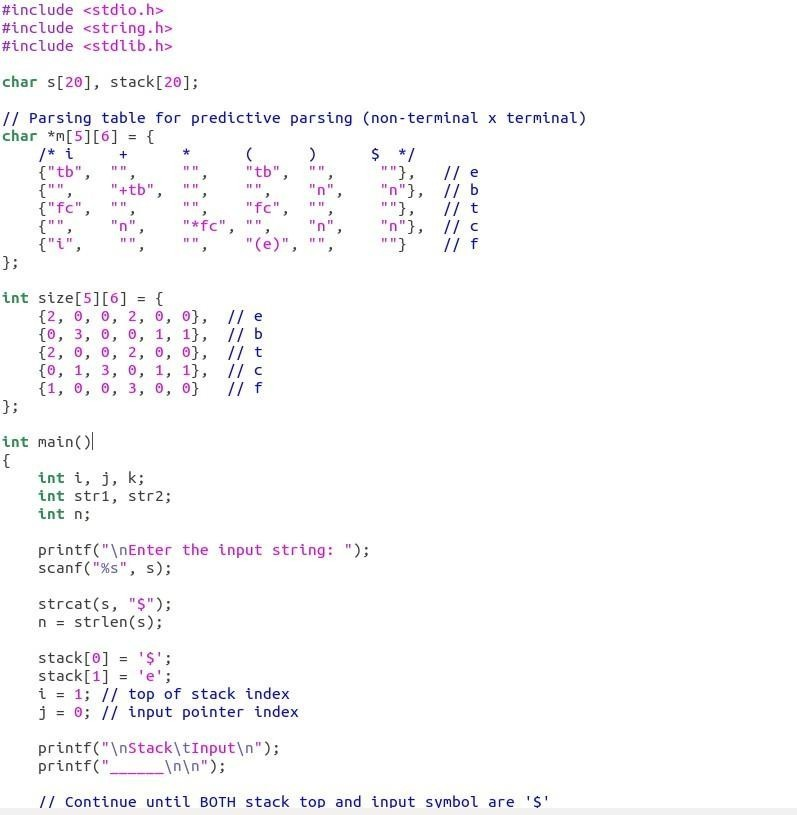 #include <stdio.h>
#include <string.h>
#include <stdlib.h>

char s[20], stack[20];

// Parsing table for predictive parsing (non-terminal x terminal)
char *m[5][6] = {
    /* i     +      *      (      )      $  */
    {"tb",  "",     "",    "tb",  "",     ""},   // e
    {"",    "+tb",  "",    "",    "n",    "n"},  // b
    {"fc",  "",     "",    "fc",  "",     ""},   // t
    {"",    "n",    "*fc", "",    "n",    "n"},  // c
    {"i",    "",    "",    "(e)", "",     ""}    // f
};

int size[5][6] = {
    {2, 0, 0, 2, 0, 0},  // e
    {0, 3, 0, 0, 1, 1},  // b
    {2, 0, 0, 2, 0, 0},  // t
    {0, 1, 3, 0, 1, 1},  // c
    {1, 0, 0, 3, 0, 0}   // f
};

int main()
{
    int i, j, k;
    int str1, str2;
    int n;

    printf("\nEnter the input string: ");
    scanf("%s", s);

    strcat(s, "$");
    n = strlen(s);

    stack[0] = '$';
    stack[1] = 'e';
    i = 1; // top of stack index
    j = 0; // input pointer index

    printf("\nStack\tInput\n");
    printf("______\n\n");

    // Continue until BOTH stack top and input symbol are '$'